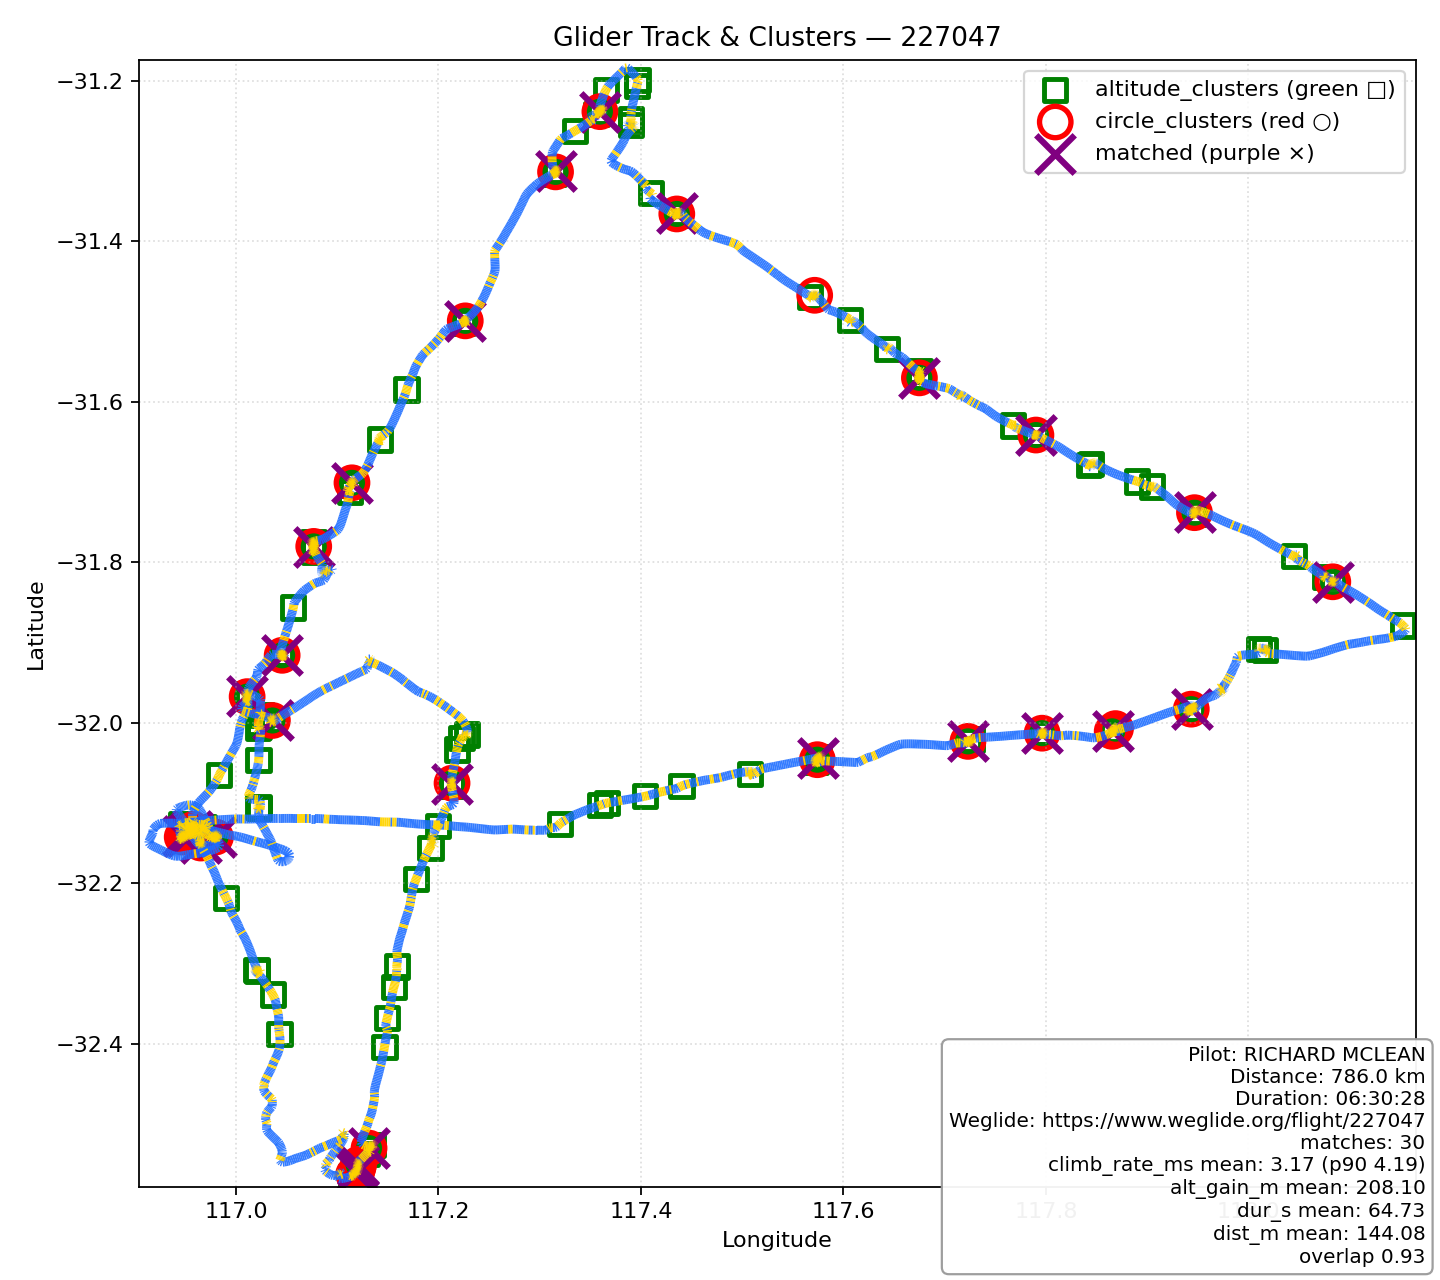 Glider Track & Clusters — 227047
altitude_clusters (green □)
circle_clusters (red ○)
matched (purple ×)
Latitude
−31.2
−31.4
−31.6
−31.8
−32.0
−32.2
−32.4
117.0
117.2
117.4
117.6
117.8
Longitude
Pilot: RICHARD MCLEAN
Distance: 786.0 km
Duration: 06:30:28
Weglide: https://www.weglide.org/flight/227047
matches: 30
climb_rate_ms mean: 3.17 (p90 4.19)
alt_gain_m mean: 208.10
dur_s mean: 64.73
dist_m mean: 144.08
overlap 0.93